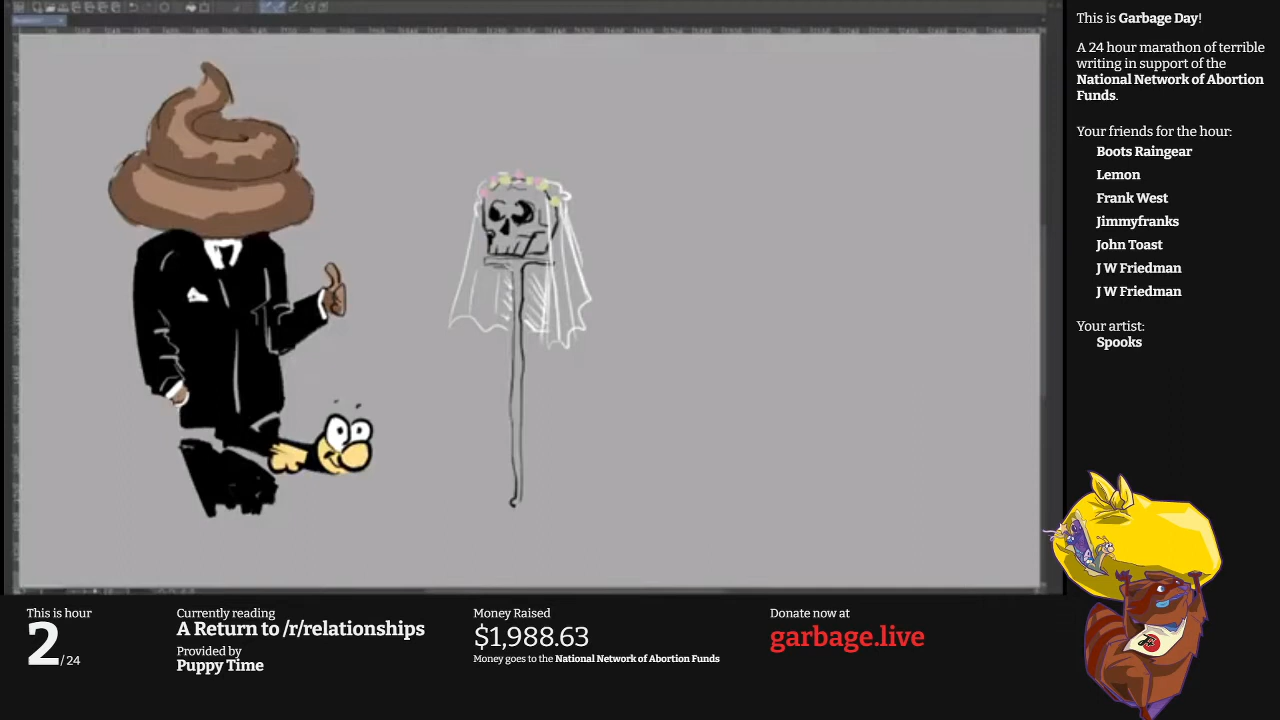 This is Garbage Day!
A 24 hour marathon of terrible
writing in support of the
National Network of Abortion
Funds.
Your friends for the hour:
Boots Raingear
Lemon
Frank West
Jimmyfranks
John Toast
J W Friedman
J W Friedman
Your artist:
Spooks
This is hour
2/24
Currently reading
A Return to /r/relationships
Provided by
Puppy Time
Money Raised
$1,988.63
Money goes to the National Network of Abortion Funds
Donate now at
garbage.live